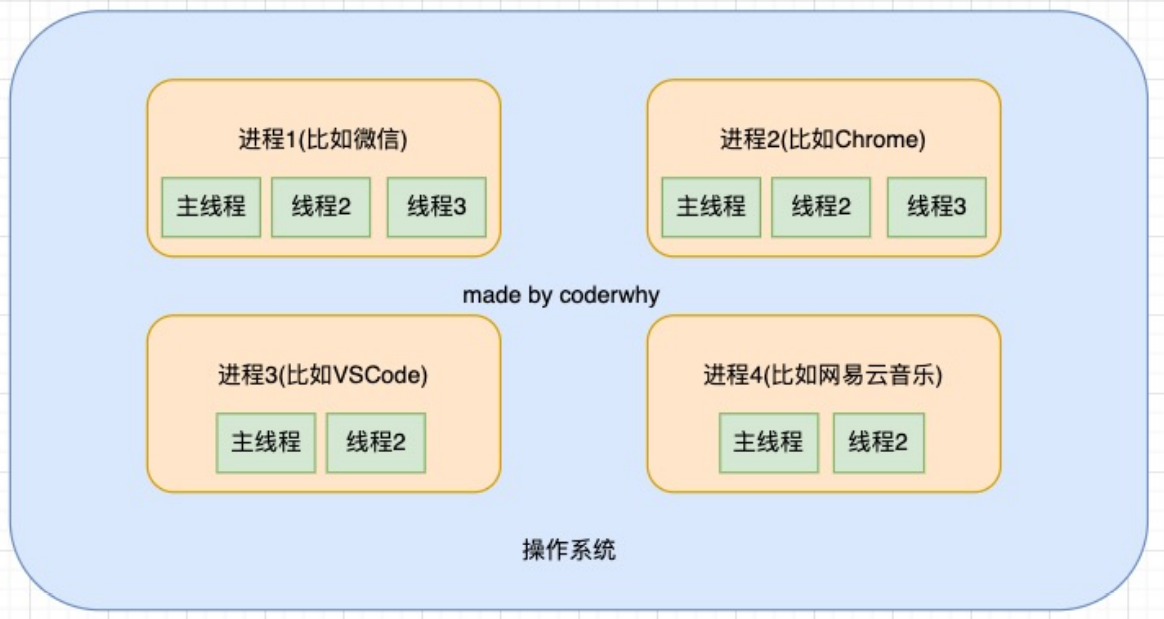 进程1(比如微信)
主线程
线程2
线程3
进程2(比如Chrome)
主线程
线程2
线程3
made by coderwhy
进程3(比如VSCode)
主线程
线程2
进程4(比如网易云音乐)
主线程
线程2
操作系统